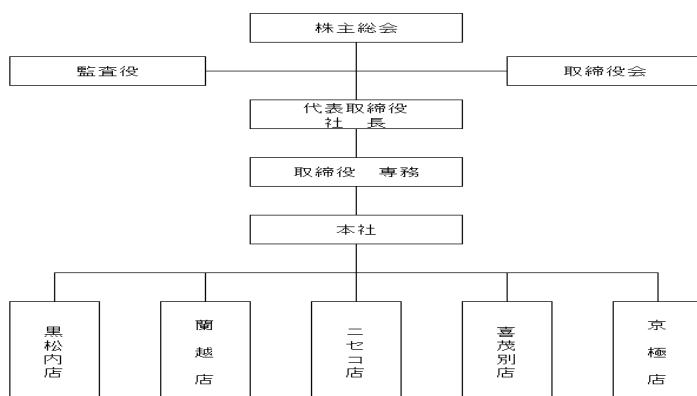 株主総会
監査役
取締役会
代表取締役
社　長
取締役　専務
本社
黒松内店
蘭越店
ニセコ店
喜茂別店
京極店